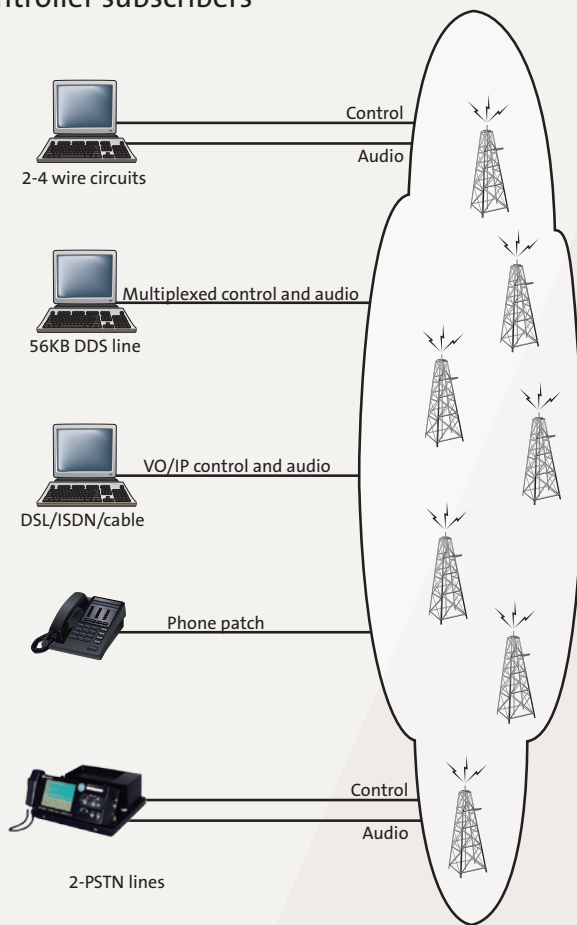 subscribers
Control
Audio
2-4 wire circuits
Multiplexed control and audio
56KB DDS line
VO/IP control and audio
DSL/ISDN/cable
Phone patch
Control
Audio
2-PSTN lines